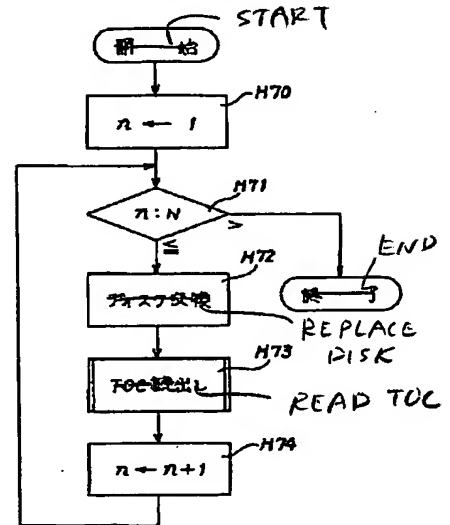 START
開始
H70
n ← 1
H71
n : N
>
≦
H72
END
ディスク交換
終了
REPLACE
DISK
H73
TOC読出し
READ TOC
H74
n ← n+1